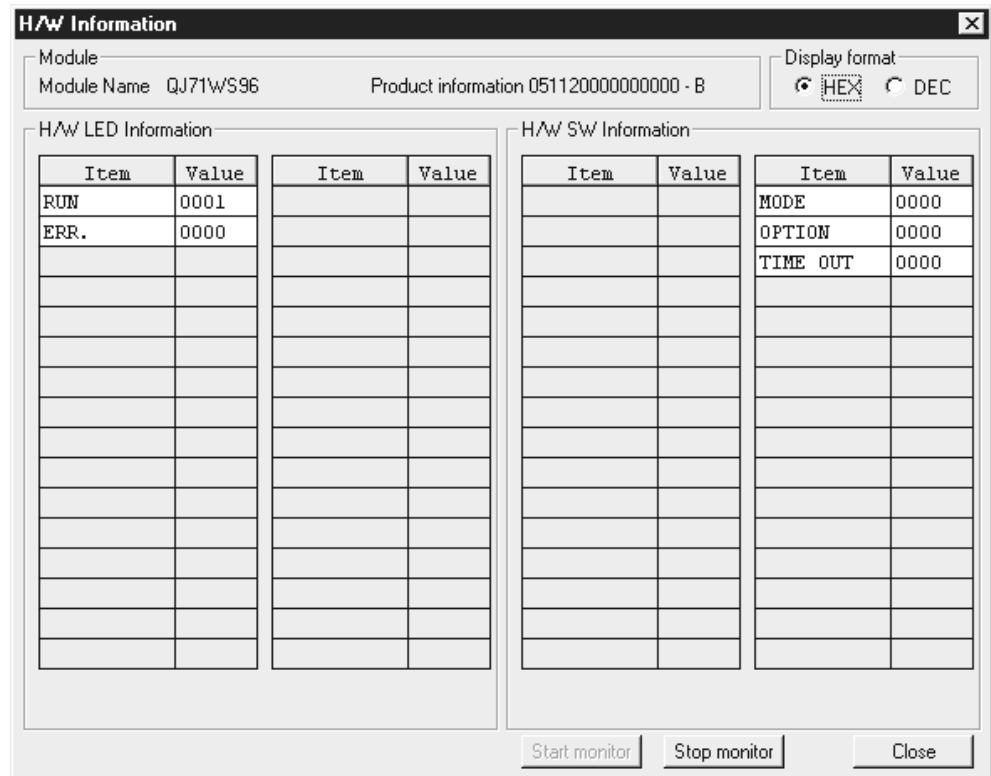 H/W Information
Module
Module Name QJ71WS96 Product information 051120000000000 - B
Display format
HEX DEC
H/W LED Information
Item Value Item Value
RUN 0001
ERR. 0000
H/W SW Information
Item Value Item Value
MODE 0000
OPTION 0000
TIME OUT 0000
Start monitor Stop monitor Close